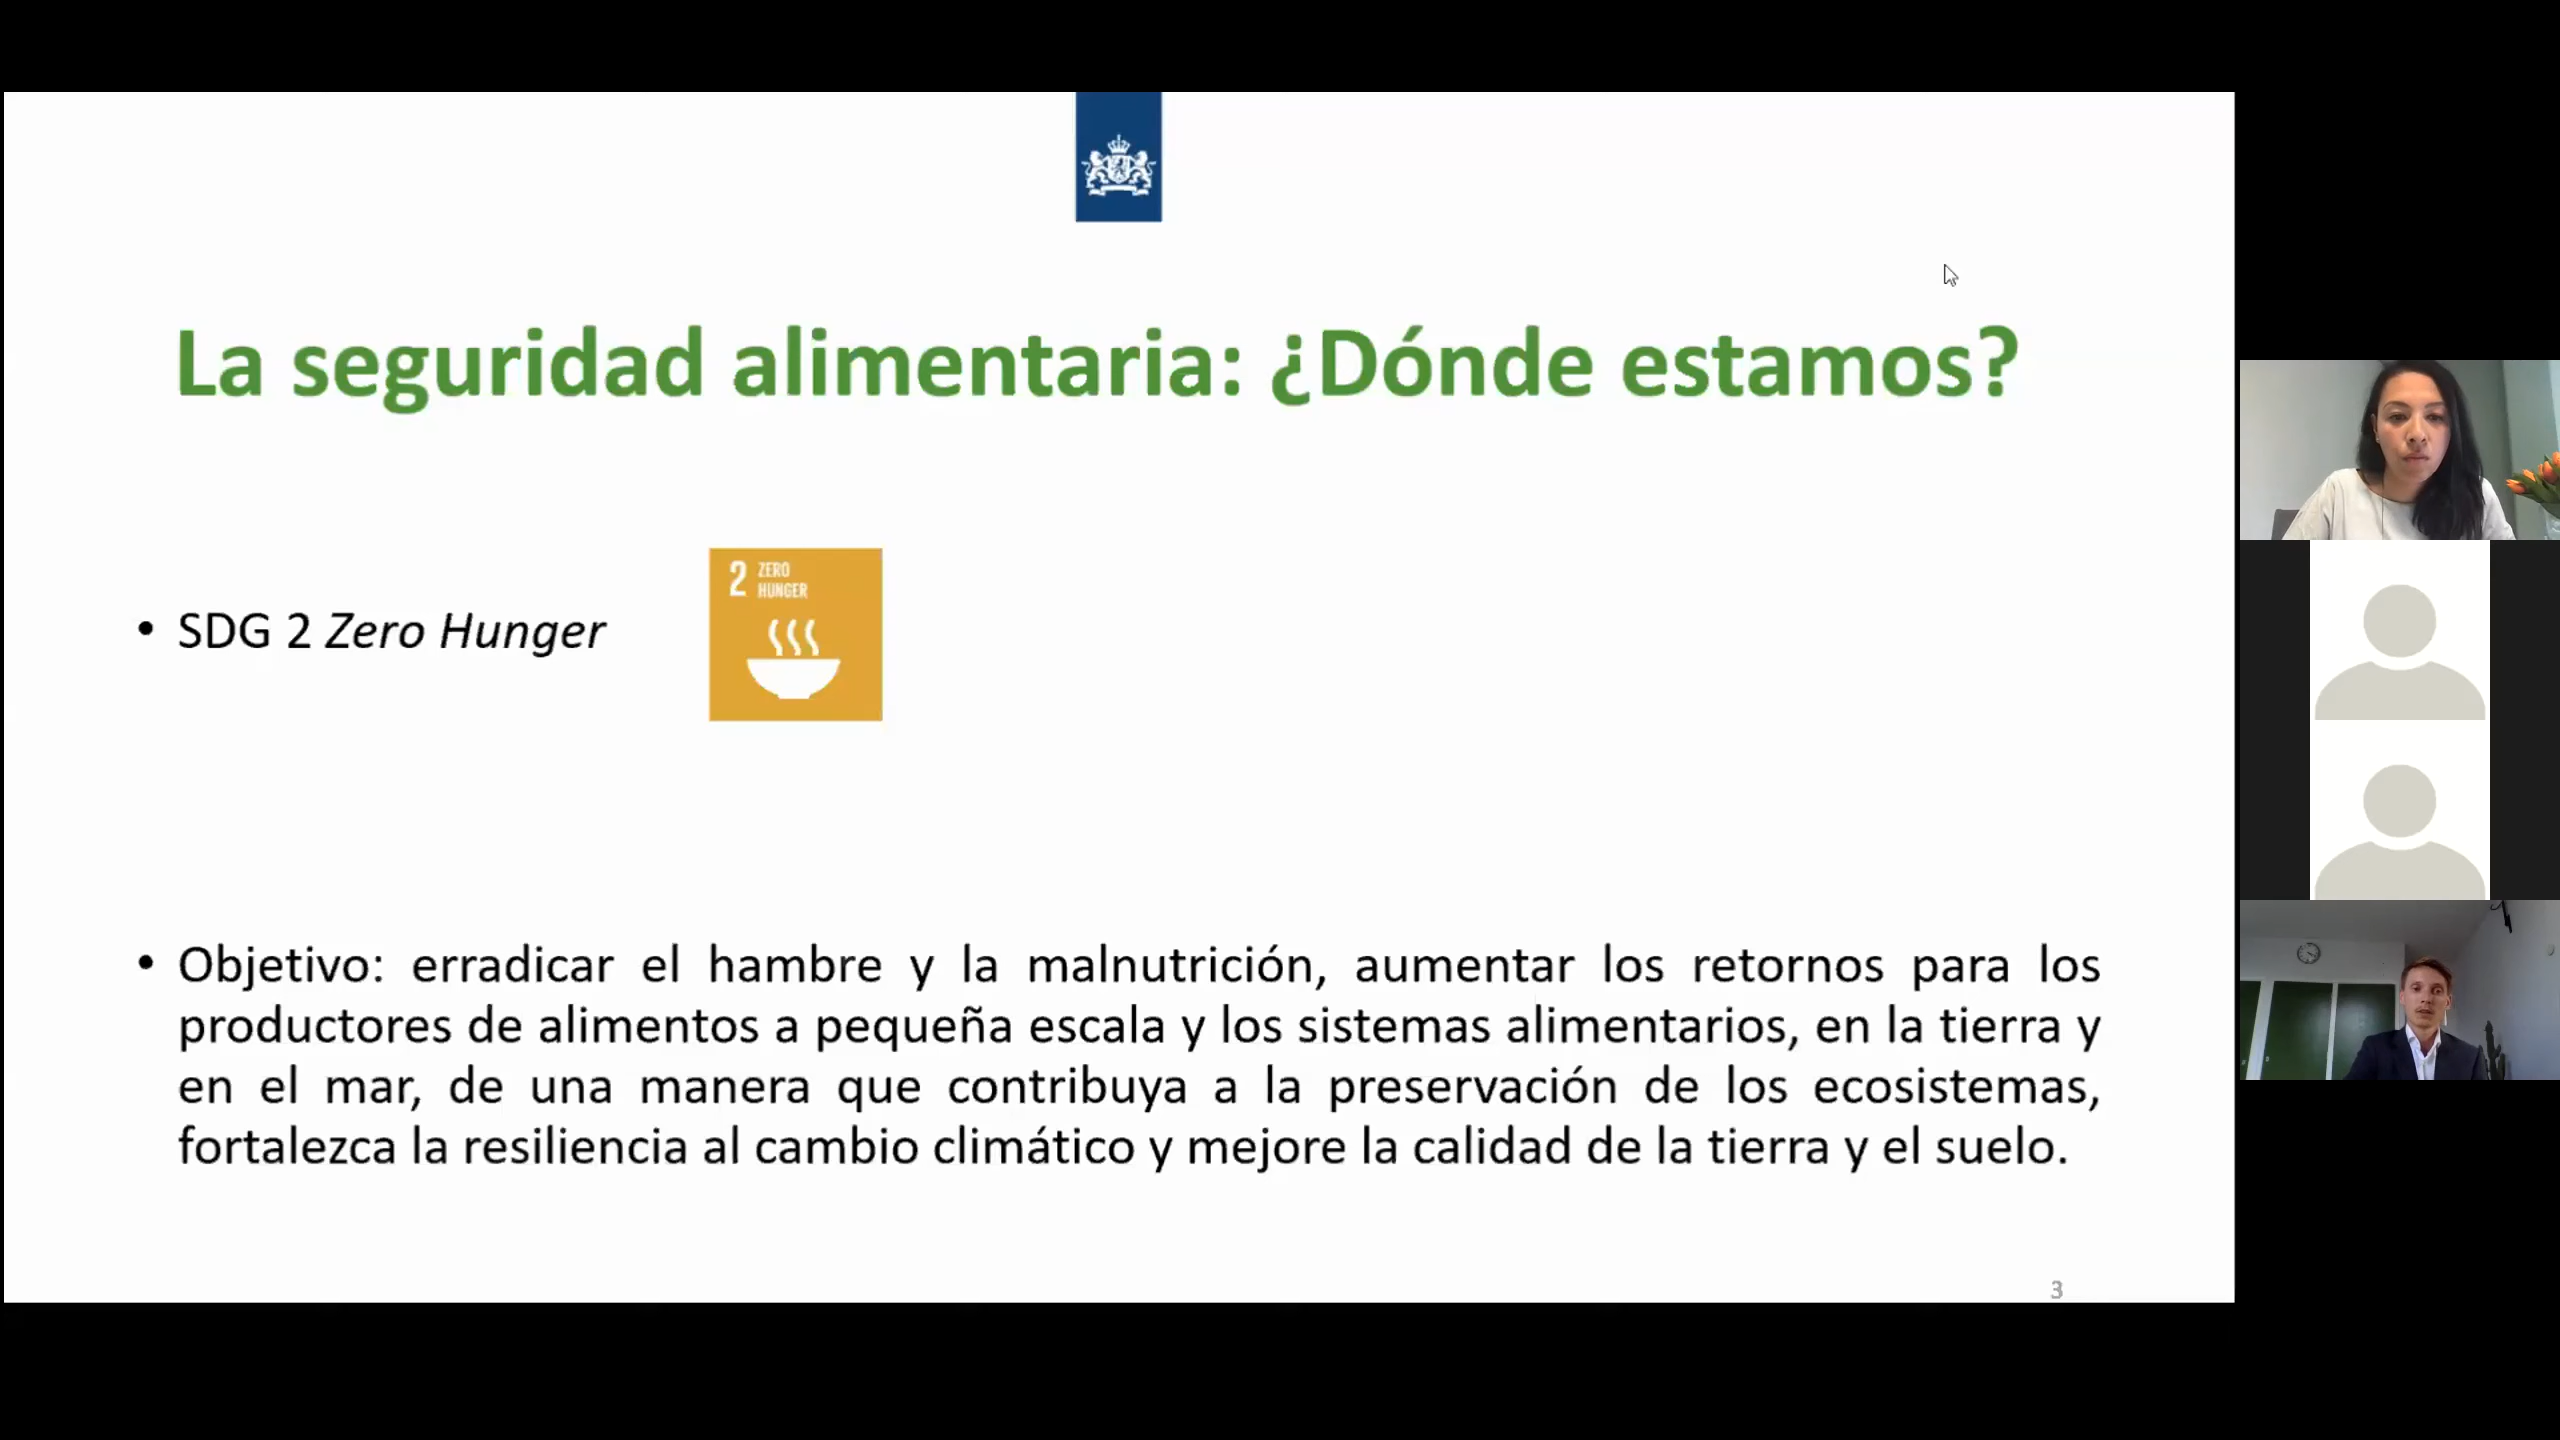 La seguridad alimentaria: ¿Dónde estamos?
• SDG 2 Zero Hunger
2 ZERO
HUNGER
• Objetivo: erradicar el hambre y la malnutrición, aumentar los retornos para los
productores de alimentos a pequeña escala y los sistemas alimentarios, en la tierra y
en el mar, de una manera que contribuya a la preservación de los ecosistemas,
fortalezca la resiliencia al cambio climático y mejore la calidad de la tierra y el suelo.
3